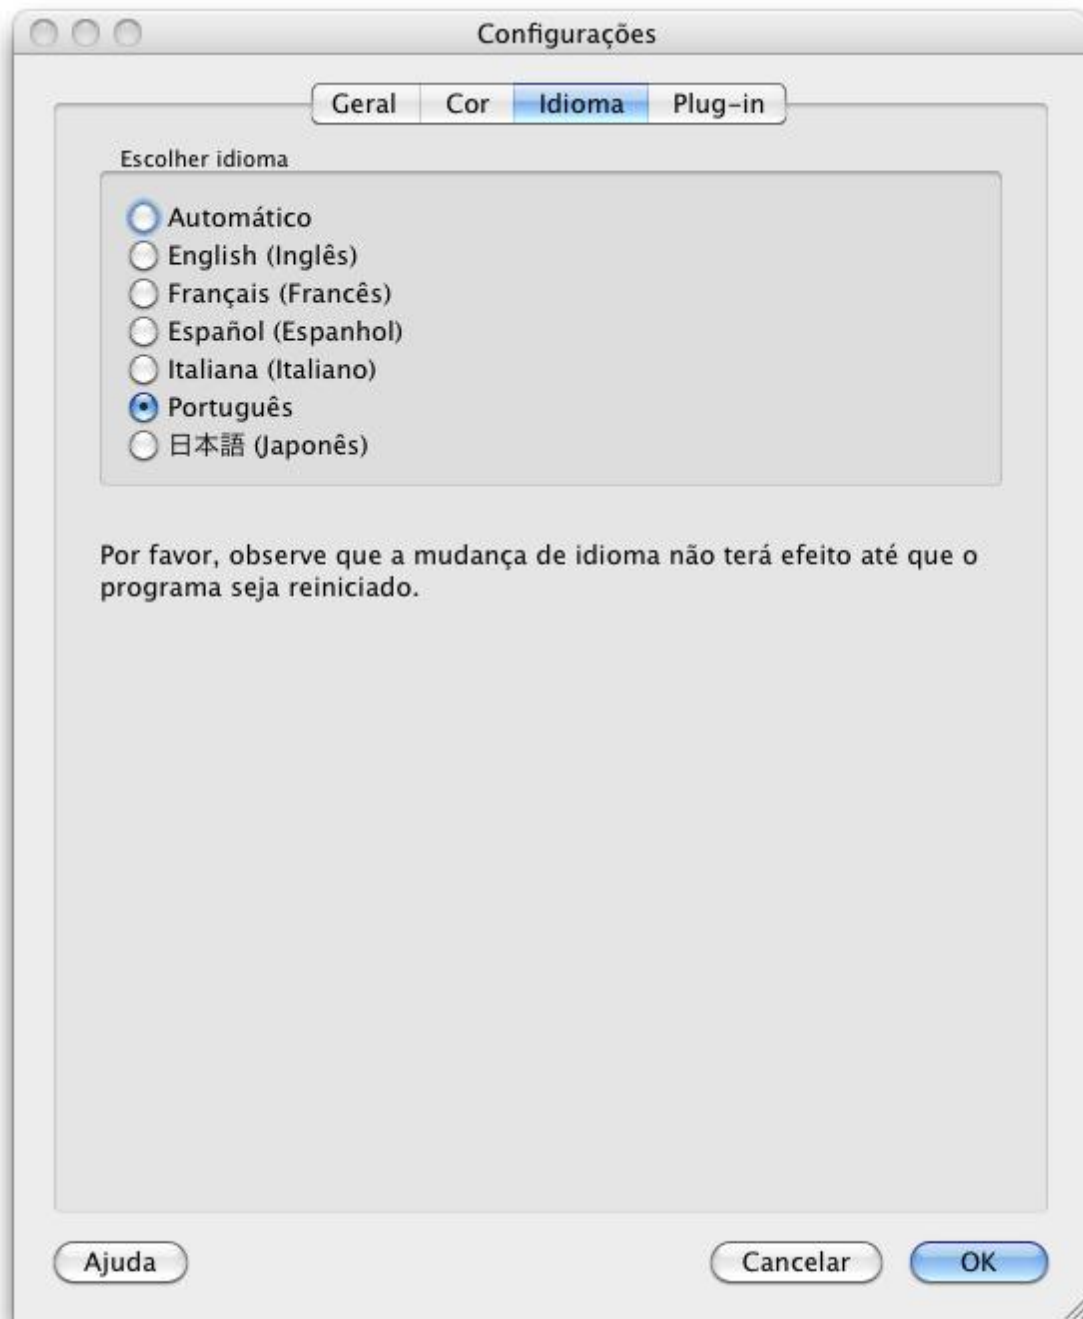 Configurações
Geral Cor Idioma Plug-in
Escolher idioma
Automático
English (Inglês)
Français (Francês)
Español (Espanhol)
Italiana (Italiano)
Português
日本語 (Japonês)
Por favor, observe que a mudança de idioma não terá efeito até que o
programa seja reiniciado.
Ajuda Cancelar OK